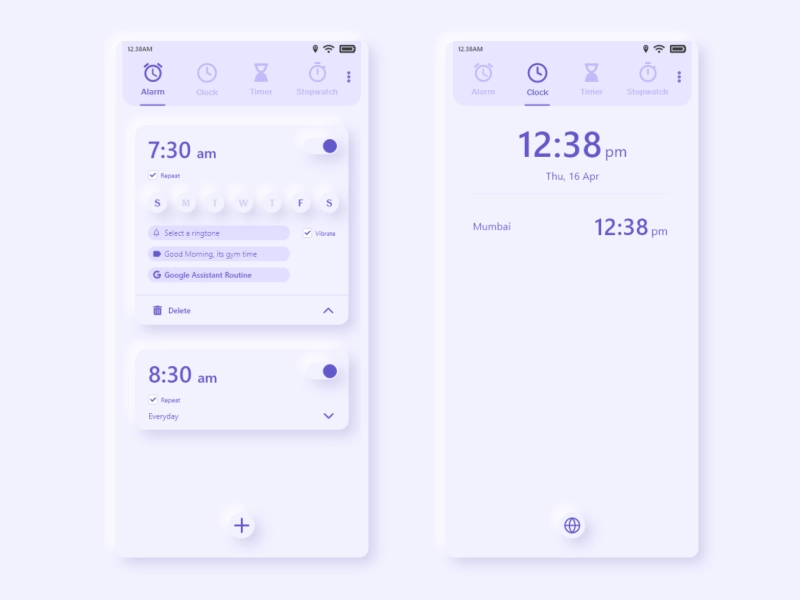 12.38AM
Alarm Clock Timer Stopwatch
7:30 am
Repeat
S M T W T F S
Select a ringtone
Vibrate
Good Morning, its gym time
Google Assistant Routine
Delete
8:30 am
Repeat
Everyday
12.38AM
Alarm Clock Timer Stopwatch
12:38 pm
Thu, 16 Apr
Mumbai 12:38 pm